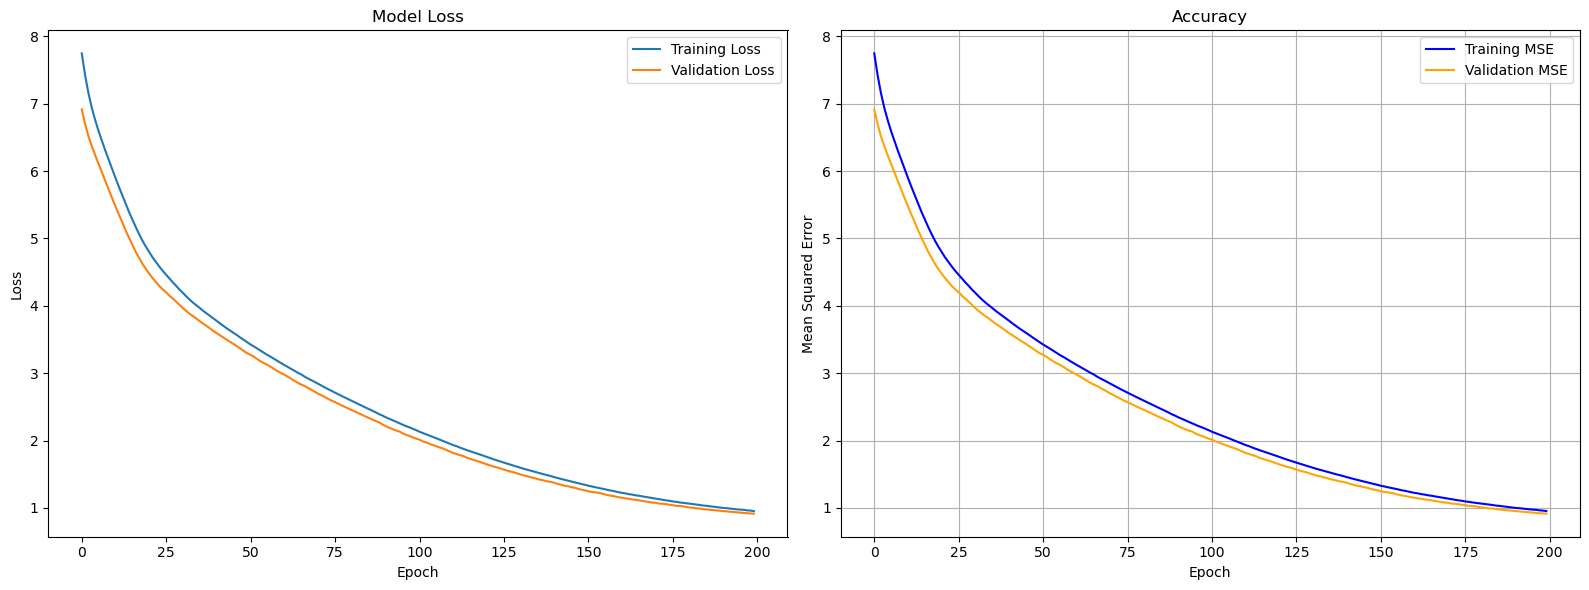 Model Loss
Training Loss
Validation Loss
8
7
6
5
4
3
2
1
Loss
0 25 50 75 100 125 150 175 200
Epoch
Accuracy
Training MSE
Validation MSE
8
7
6
5
4
3
2
1
Mean Squared Error
0 25 50 75 100 125 150 175 200
Epoch